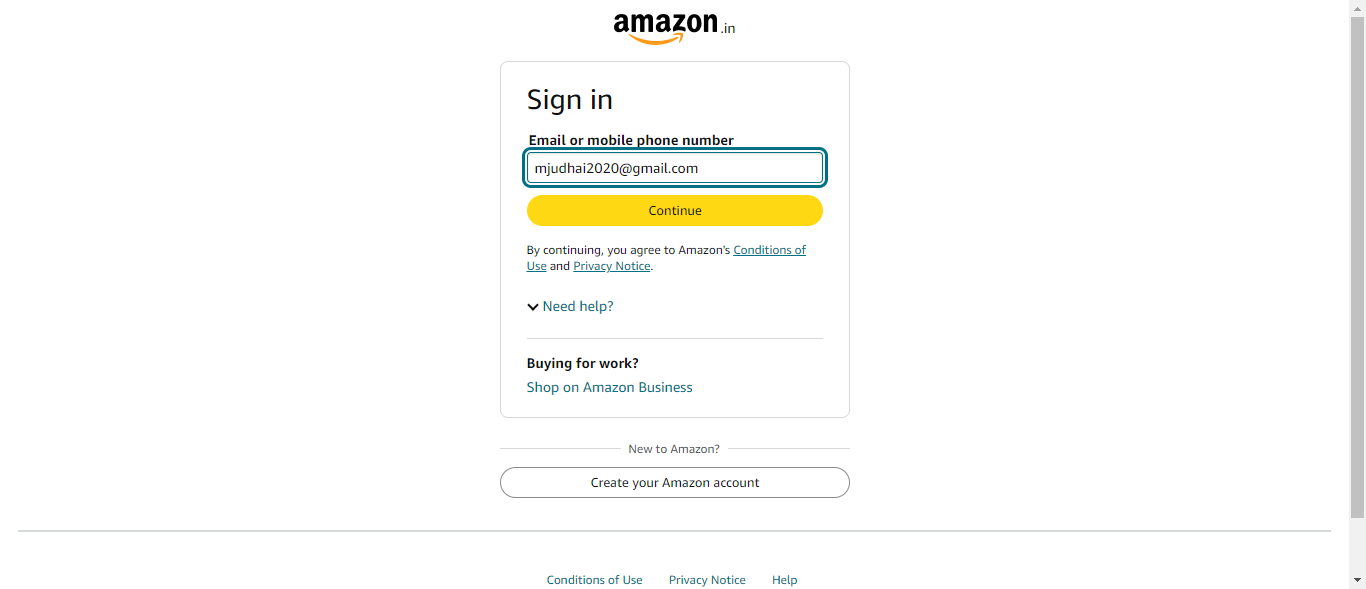 amazon.in
Sign in
Email or mobile phone number
mjudhai2020@gmail.com
Continue
By continuing, you agree to Amazon's Conditions of
Use and Privacy Notice.
Need help?
Buying for work?
Shop on Amazon Business
New to Amazon?
Create your Amazon account
Conditions of Use Privacy Notice Help